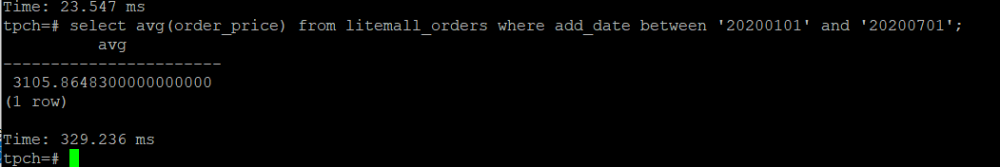 Time: 23.547 ms
tpch=# select avg(order_price) from litemall_orders where add_date between '20200101' and '20200701';
avg
-----------------------
3105.8648300000000000
(1 row)
Time: 329.236 ms
tpch=#